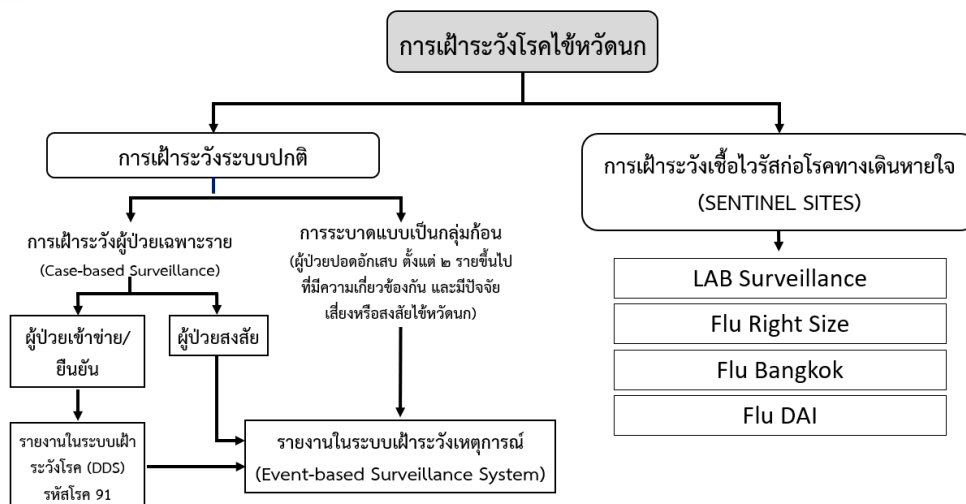 การเฝ้าระวังโรคไข้หวัดนก
การเฝ้าระวังระบบปกติ
การเฝ้าระวังผู้ป่วยเฉพาะราย
(Case-based Surveillance)
ผู้ป่วยเข้าข่าย/
ยืนยัน
ผู้ป่วยสงสัย
รายงานในระบบเฝ้า
ระวังโรค (DDS)
รหัสโรค 91
การระบาดแบบเป็นกลุ่มก้อน
(ผู้ป่วยปอดอักเสบ ตั้งแต่ ๒ รายขึ้นไป
ที่มีความเกี่ยวข้องกัน และมีปัจจัย
เสี่ยงหรือสงสัยไข้หวัดนก)
รายงานในระบบเฝ้าระวังเหตุการณ์
(Event-based Surveillance System)
การเฝ้าระวังเชื้อไวรัสก่อโรคทางเดินหายใจ
(SENTINEL SITES)
LAB Surveillance
Flu Right Size
Flu Bangkok
Flu DAI